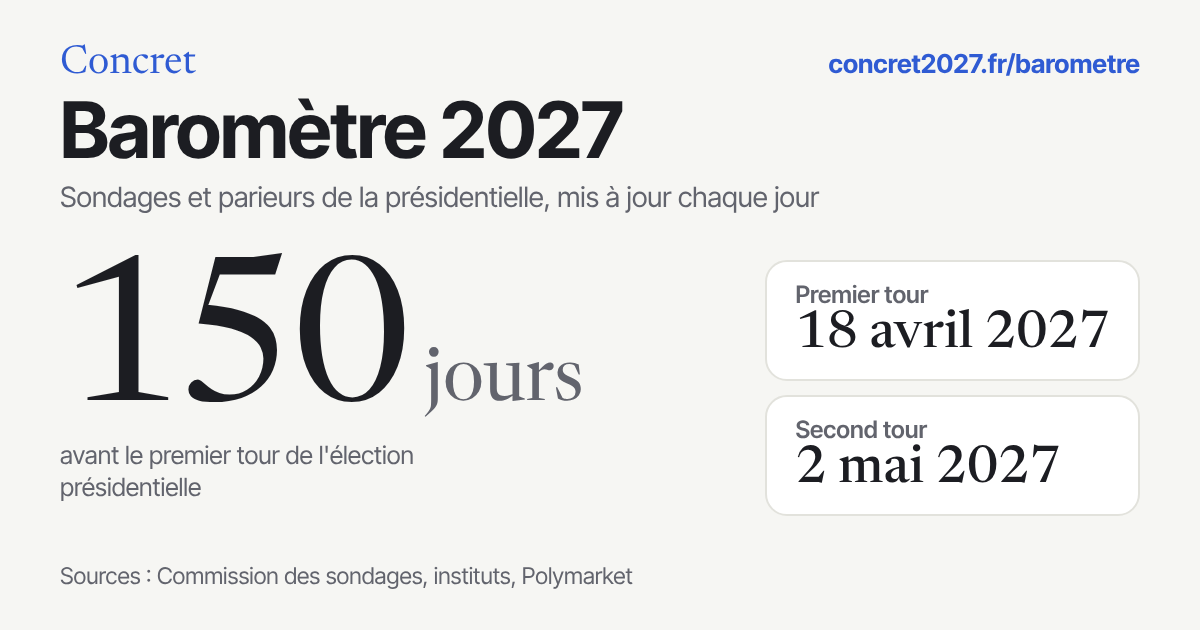 Concret
concret2027.fr/barometre
Baromètre 2027
Sondages et parieurs de la présidentielle, mis à jour chaque jour
150 jours
avant le premier tour de l'élection
présidentielle
Premier tour
18 avril 2027
Second tour
2 mai 2027
Sources : Commission des sondages, instituts, Polymarket